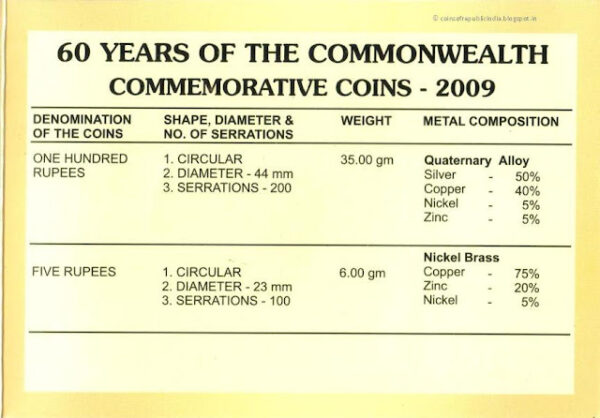 © coinsofrepublicindia.blogspot.in
60 YEARS OF THE COMMONWEALTH
COMMEMORATIVE COINS - 2009
DENOMINATION OF THE COINS SHAPE, DIAMETER & NO. OF SERRATIONS WEIGHT METAL COMPOSITION
ONE HUNDRED RUPEES
1. CIRCULAR
2. DIAMETER - 44 mm
3. SERRATIONS - 200
35.00 gm
Quaternary Alloy
Silver - 50%
Copper - 40%
Nickel - 5%
Zinc - 5%
FIVE RUPEES
1. CIRCULAR
2. DIAMETER - 23 mm
3. SERRATIONS - 100
6.00 gm
Nickel Brass
Copper - 75%
Zinc - 20%
Nickel - 5%